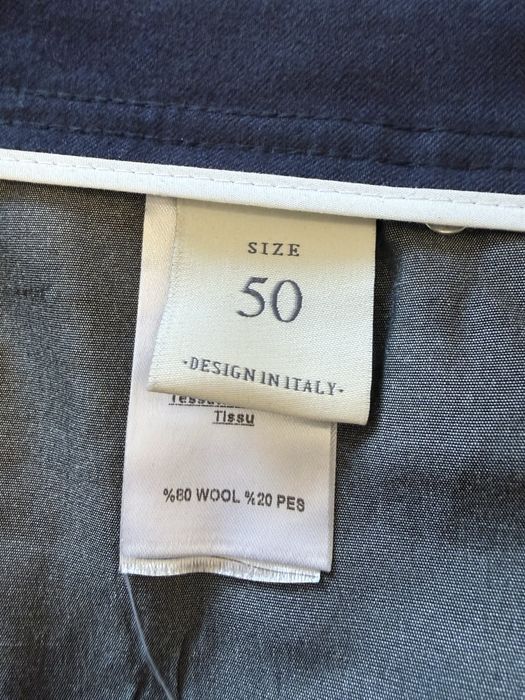 SIZE
50
·DESIGN IN ITALY·
Tissu
%80 WOOL %20 PES